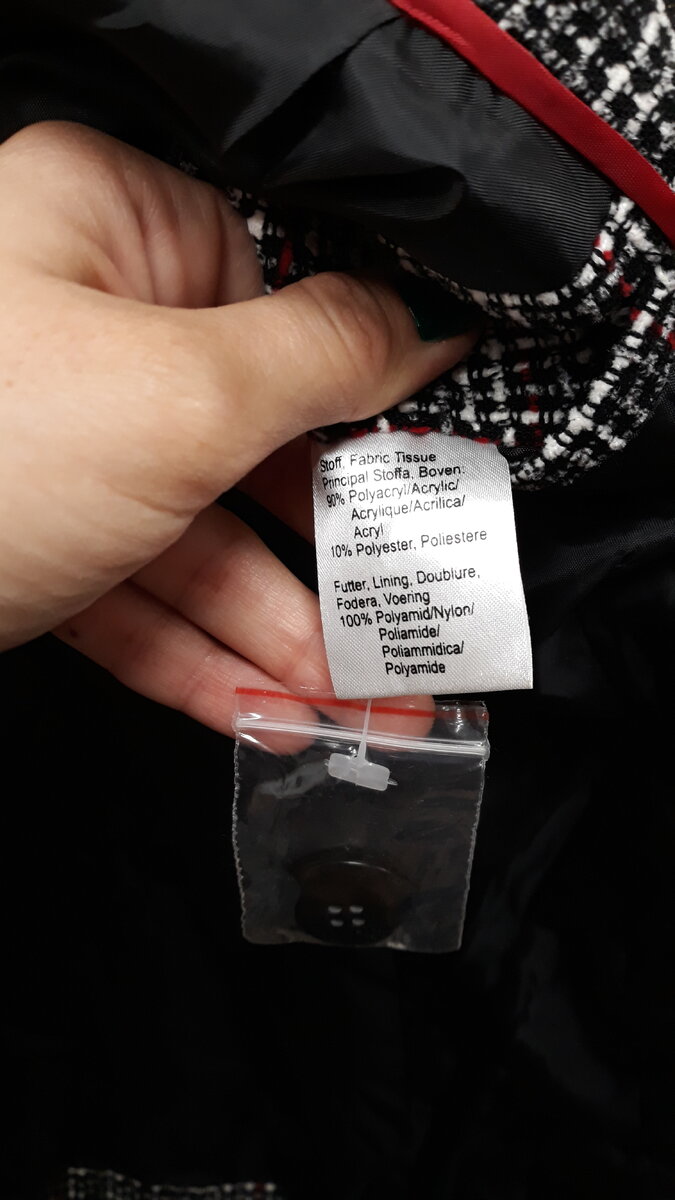 Stoff, Fabric Tissue
Principal Stoffa, Boven:
90% Polyacryl/Acrylic/
Acrylique/Acrilica/
Acryl
10% Polyester, Poliestere
Futter, Lining, Doublure,
Fodera, Voering
100% Polyamid/Nylon/
Poliamide/
Poliammidica/
Polyamide